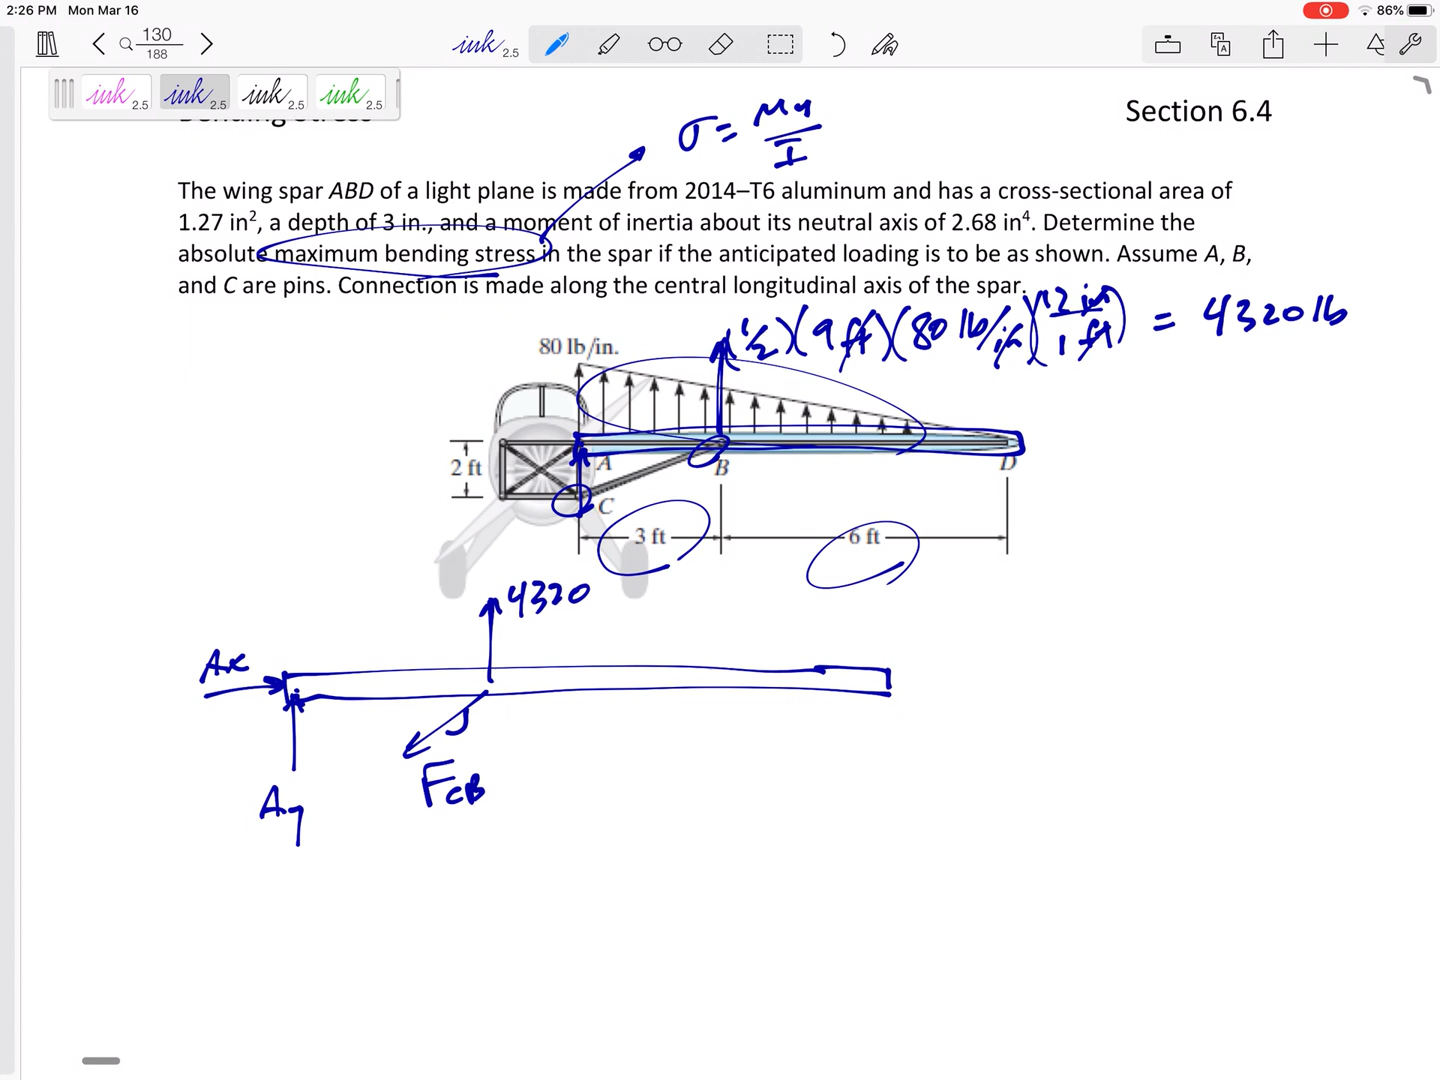 2:26 PM Mon Mar 16
86%
130
188
ink 2.5
ink 2.5 ink 2.5 ink 2.5 ink 2.5
Bending Stress
Section 6.4
σ = My / I
The wing spar ABD of a light plane is made from 2014–T6 aluminum and has a cross-sectional area of
1.27 in², a depth of 3 in., and a moment of inertia about its neutral axis of 2.68 in⁴. Determine the
absolute maximum bending stress in the spar if the anticipated loading is to be as shown. Assume A, B,
and C are pins. Connection is made along the central longitudinal axis of the spar.
(1/2)(9 ft)(80 lb/in)(12 in / 1 ft) = 4320 lb
80 lb/in.
2 ft
A
B
D
C
3 ft
6 ft
4320
Ax
FCB
Ay